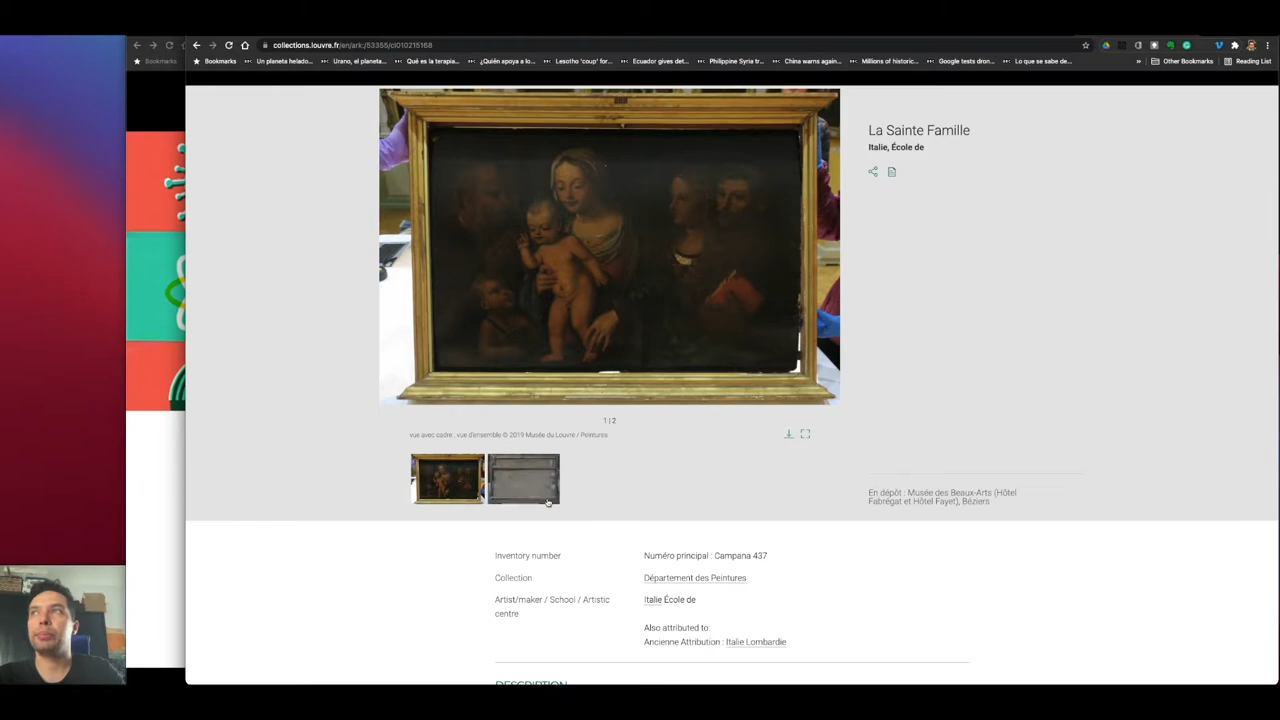 collections.louvre.fr/en/ark:/53355/cl010215168
Bookmarks
Bookmarks
Un planeta helado...
Urano, el planeta...
Qué es la terapia...
¿Quién apoya a lo...
Lesotho 'coup' for...
Ecuador gives det...
Philippine Syria tr...
China warns again...
Millions of historic...
Google tests dron...
Lo que se sabe de...
»
Other Bookmarks
Reading List
La Sainte Famille
Italie, École de
1 | 2
vue avec cadre ; vue d'ensemble © 2019 Musée du Louvre / Peintures
En dépôt : Musée des Beaux-Arts (Hôtel
Fabrégat et Hôtel Fayet), Béziers
Inventory number
Numéro principal : Campana 437
Collection
Département des Peintures
Artist/maker / School / Artistic
centre
Italie École de
Also attributed to:
Ancienne Attribution : Italie Lombardie
DESCRIPTION